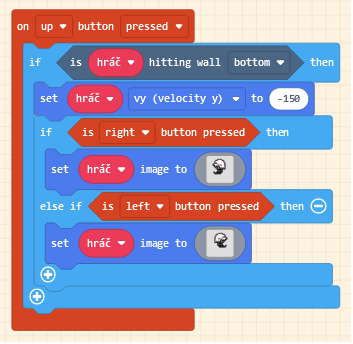 on up button pressed
if is hráč hitting wall bottom then
set hráč vy (velocity y) to -150
if is right button pressed then
set hráč image to
else if is left button pressed then
set hráč image to